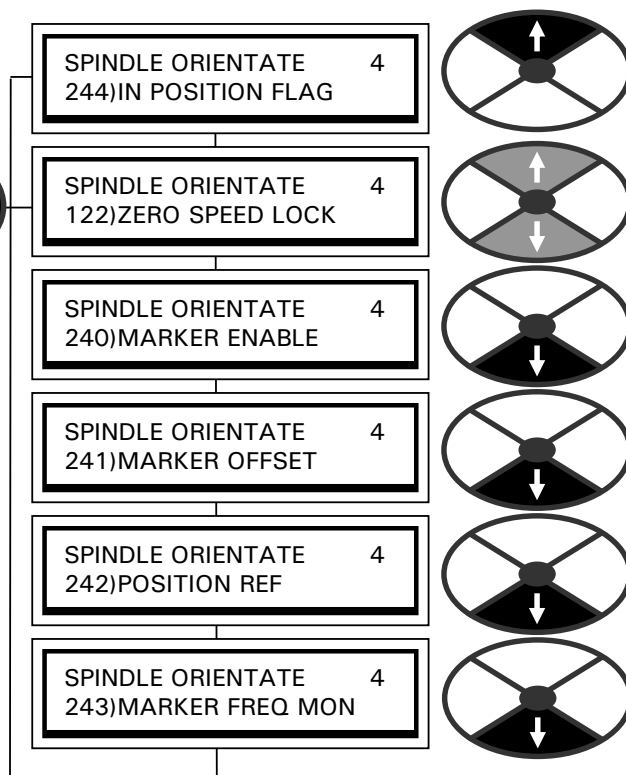 SPINDLE ORIENTATE 4
244)IN POSITION FLAG
SPINDLE ORIENTATE 4
122)ZERO SPEED LOCK
SPINDLE ORIENTATE 4
240)MARKER ENABLE
SPINDLE ORIENTATE 4
241)MARKER OFFSET
SPINDLE ORIENTATE 4
242)POSITION REF
SPINDLE ORIENTATE 4
243)MARKER FREQ MON